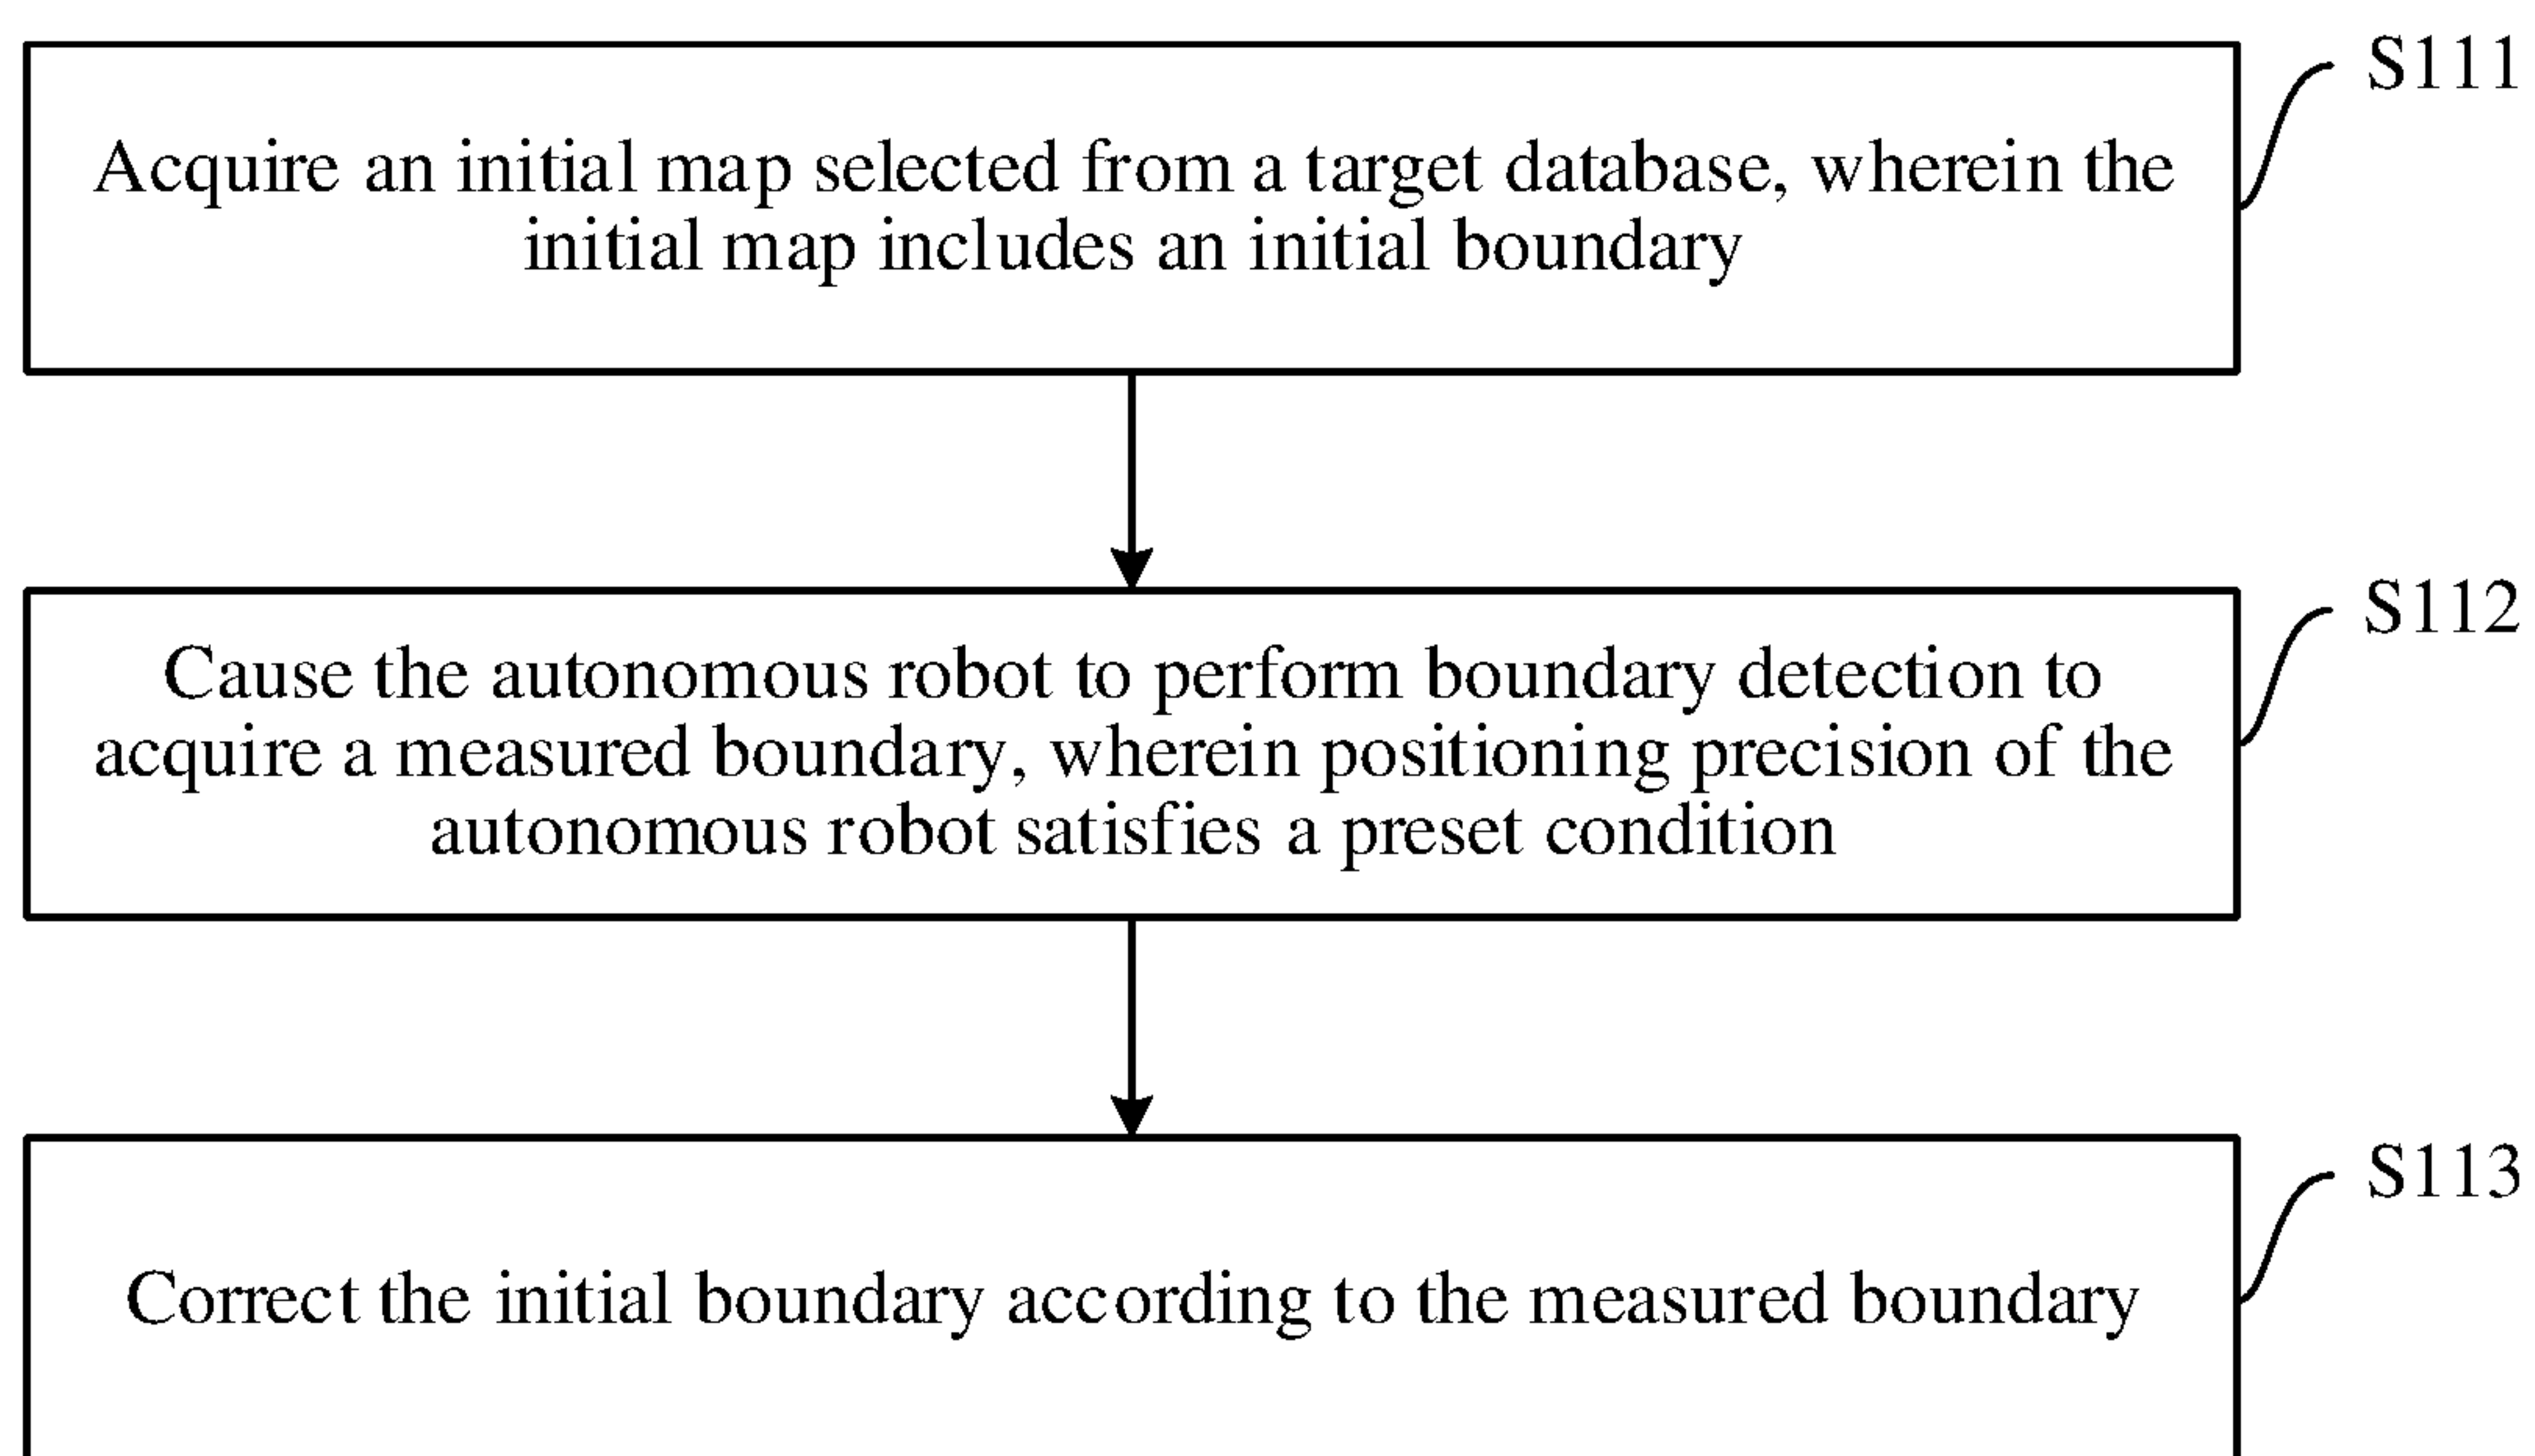 S111
Acquire an initial map selected from a target database, wherein the
initial map includes an initial boundary
S112
Cause the autonomous robot to perform boundary detection to
acquire a measured boundary, wherein positioning precision of the
autonomous robot satisfies a preset condition
S113
Correct the initial boundary according to the measured boundary